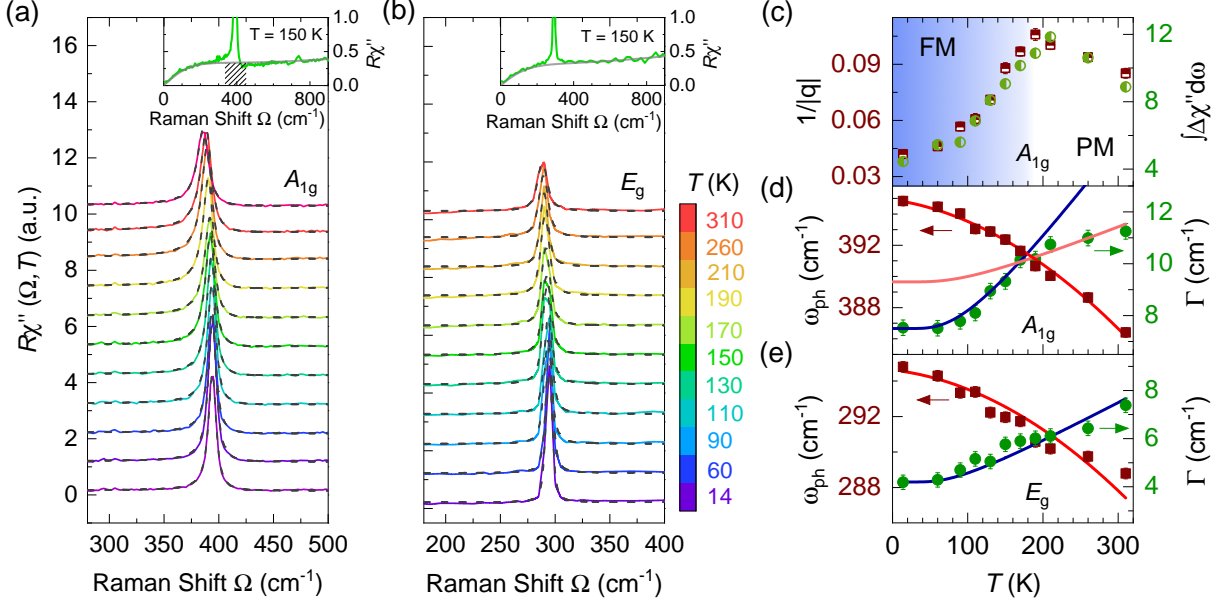 (a)
16
14
12
10
8
6
4
2
0
Rχ'' (Ω, T) (a.u.)
300 400 500
Raman Shift Ω (cm⁻¹)
A1g
T = 150 K
1.0
0.5
0.0
Rχ''
0 400 800
Raman Shift Ω (cm⁻¹)
(b)
T = 150 K
1.0
0.5
0.0
Rχ''
0 400 800
Raman Shift Ω (cm⁻¹)
Eg
200 250 300 350 400
Raman Shift Ω (cm⁻¹)
T (K)
310
260
210
190
170
150
130
110
90
60
14
(c)
FM
PM
A1g
1/|q|
0.09
0.06
0.03
12
8
4
∫Δχ''dω
(d)
ωph (cm⁻¹)
392
388
12
10
8
Γ (cm⁻¹)
A1g
(e)
ωph (cm⁻¹)
292
288
8
6
4
Γ (cm⁻¹)
Eg
0 100 200 300
T (K)